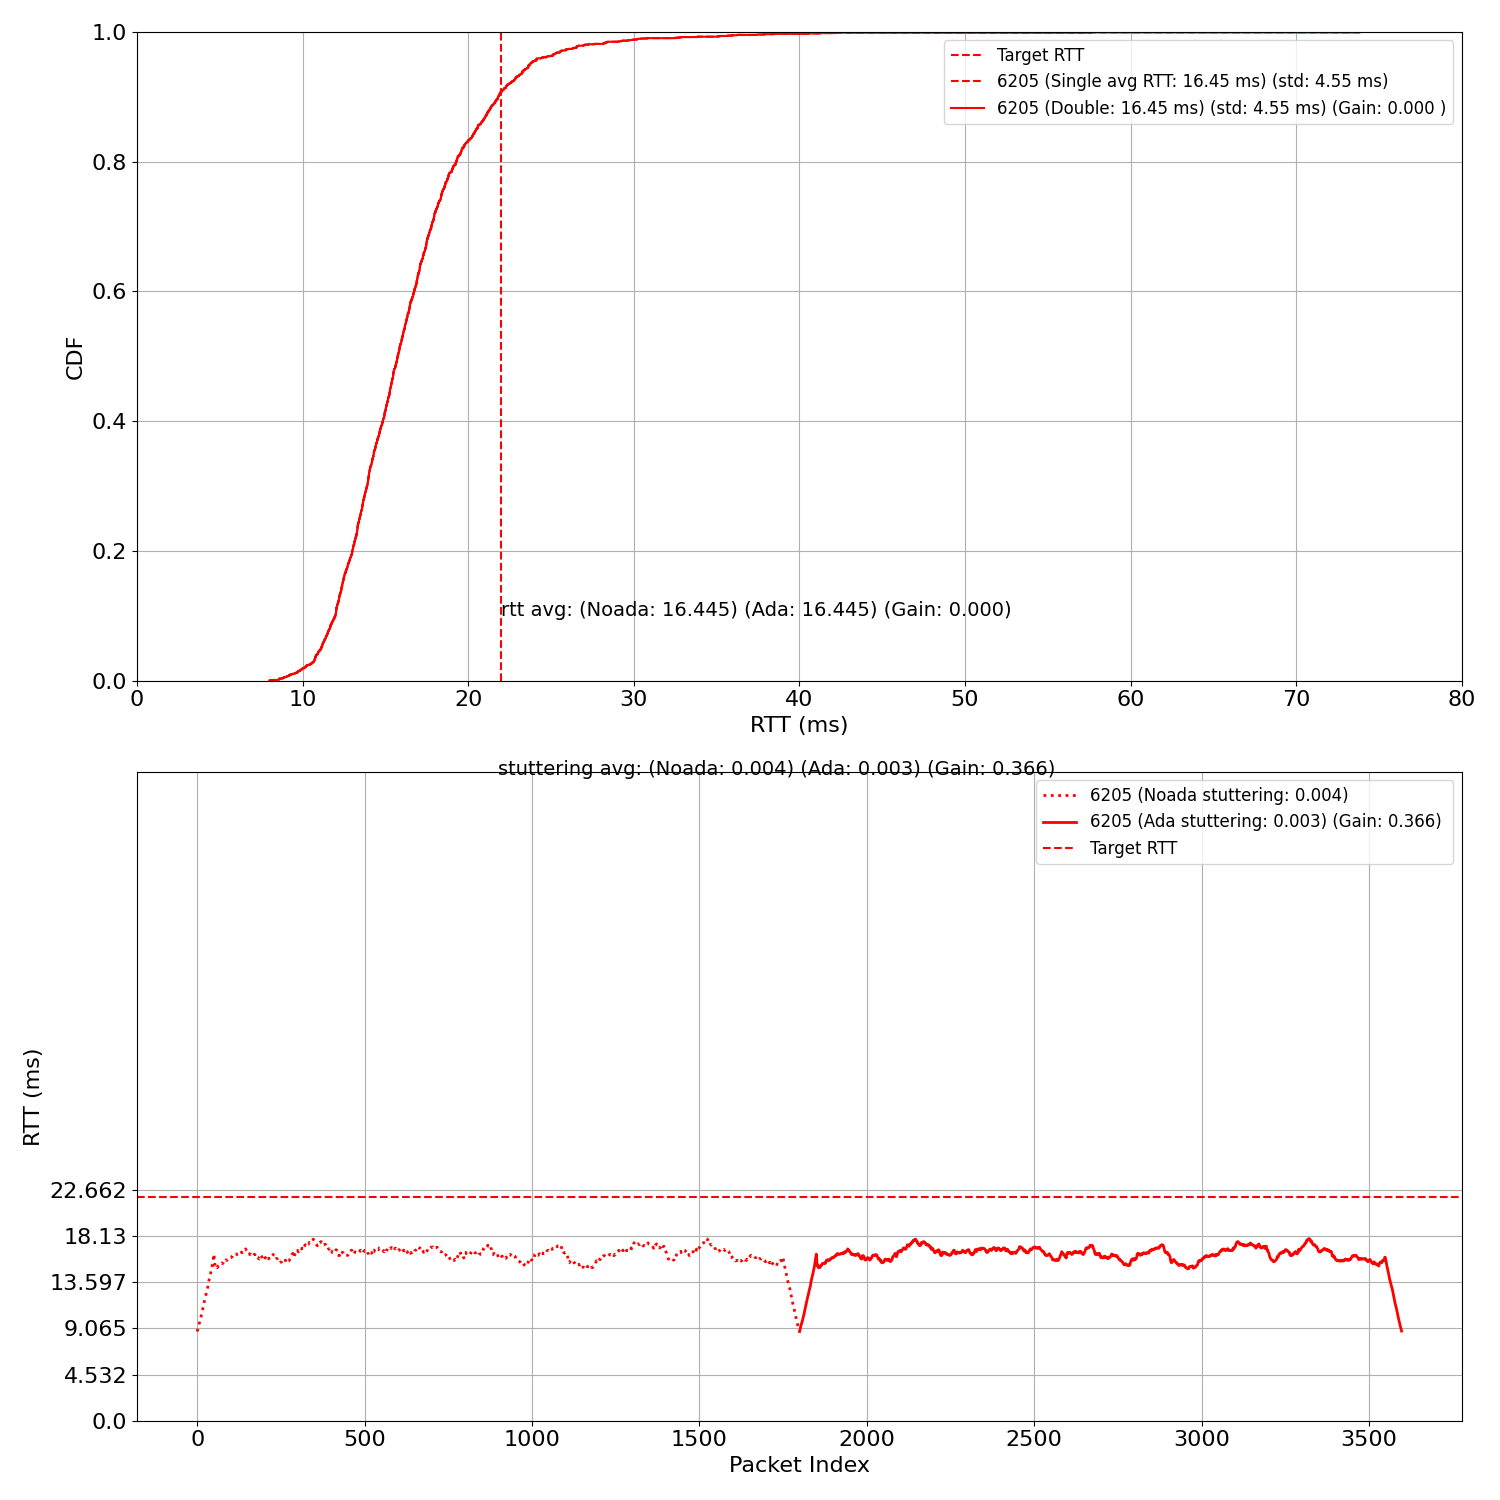 1.0
0.8
0.6
0.4
0.2
0.0
CDF
Target RTT
6205 (Single avg RTT: 16.45 ms) (std: 4.55 ms)
6205 (Double: 16.45 ms) (std: 4.55 ms) (Gain: 0.000 )
rtt avg: (Noada: 16.445) (Ada: 16.445) (Gain: 0.000)
0 10 20 30 40 50 60 70 80
RTT (ms)
stuttering avg: (Noada: 0.004) (Ada: 0.003) (Gain: 0.366)
6205 (Noada stuttering: 0.004)
6205 (Ada stuttering: 0.003) (Gain: 0.366)
Target RTT
RTT (ms)
22.662
18.13
13.597
9.065
4.532
0.0
0 500 1000 1500 2000 2500 3000 3500
Packet Index